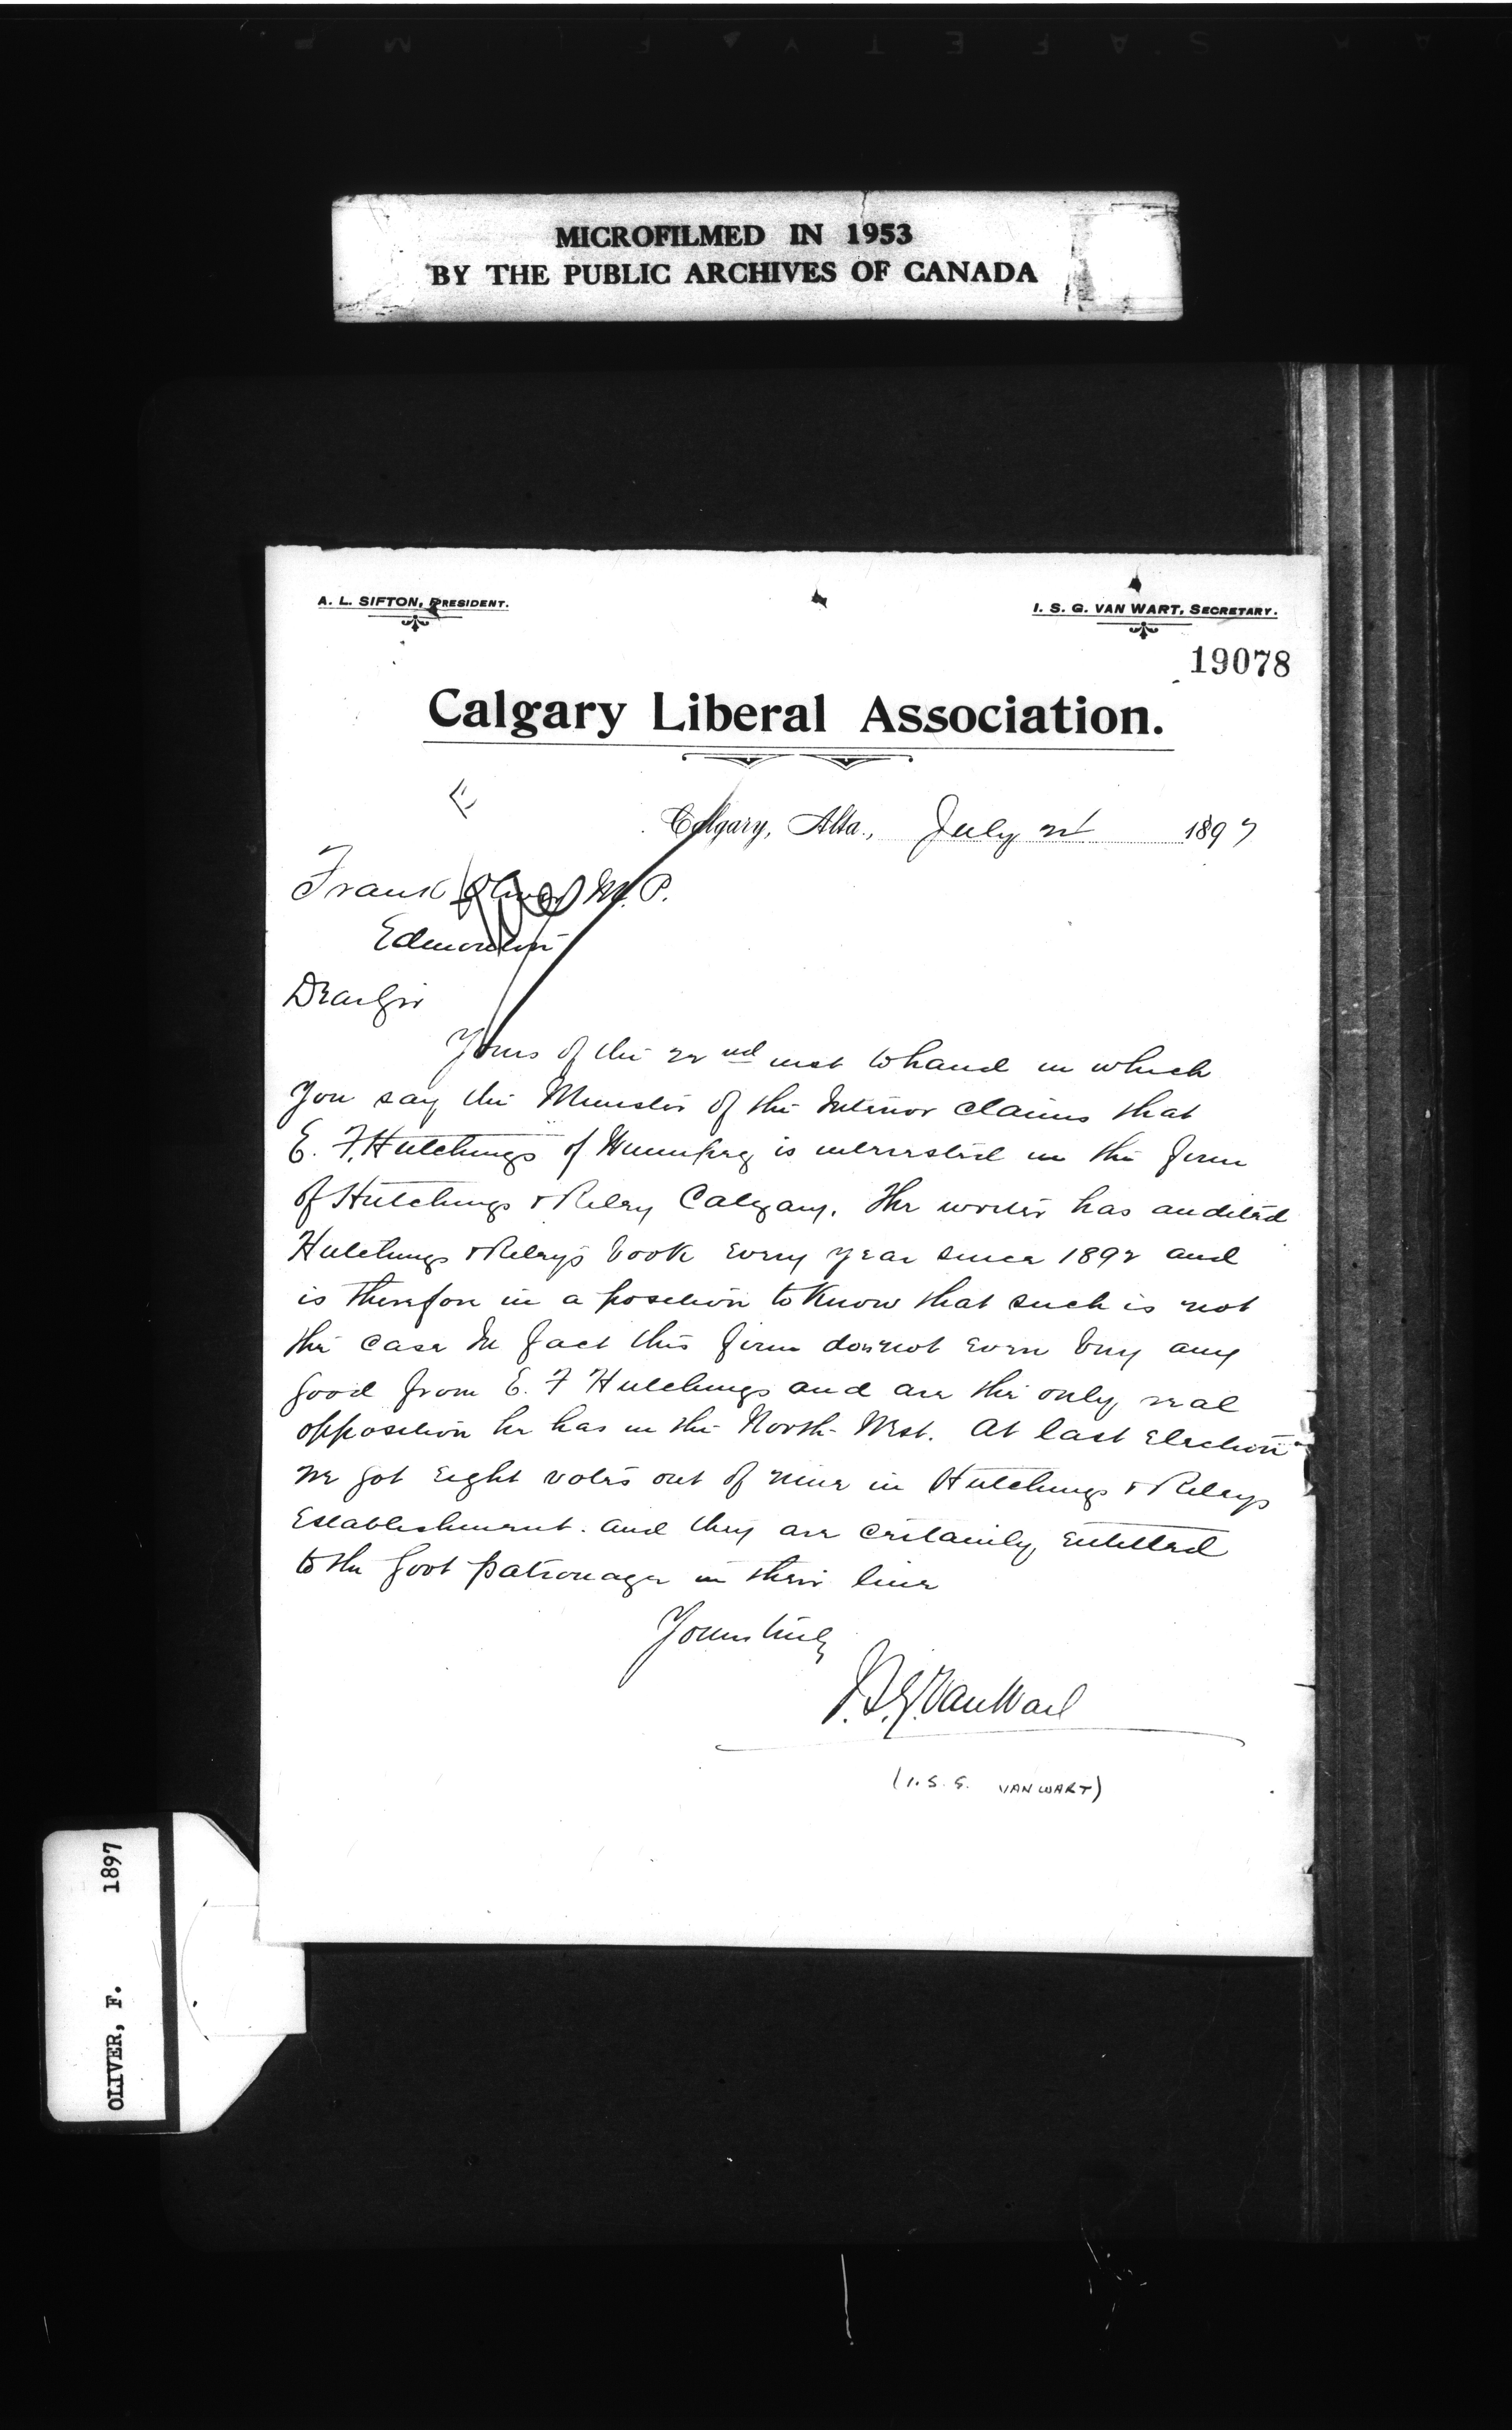 MICROFILMED IN 1953
BY THE PUBLIC ARCHIVES OF CANADA
A. L. SIFTON, PRESIDENT.
I. S. G. VAN WART, SECRETARY.
19078
Calgary Liberal Association.
Calgary, Alta., July 1897
Frank Oliver M.P.
Edmonton
Dear Sir
Yours of the 22nd inst to hand in which
You say the Minister of the Interior claims that
E. F. Hutchings of Winnipeg is interested in the firm
of Hutchings & Riley Calgary. The writer has audited
Hutchings & Riley's book every year since 1892 and
is therefore in a position to Know that such is not
the case In fact this firm does not even buy any
good from E. F Hutchings and are the only real
opposition he has in the North-West. At last Election
we got eight votes out of nine in Hutchings & Rileys
Establishment. and they are certainly entitled
to the Govt patronage in their line
Yours truly
I. S. G. Van Wart
(I. S. G. VAN WART)
OLIVER, F. 1897